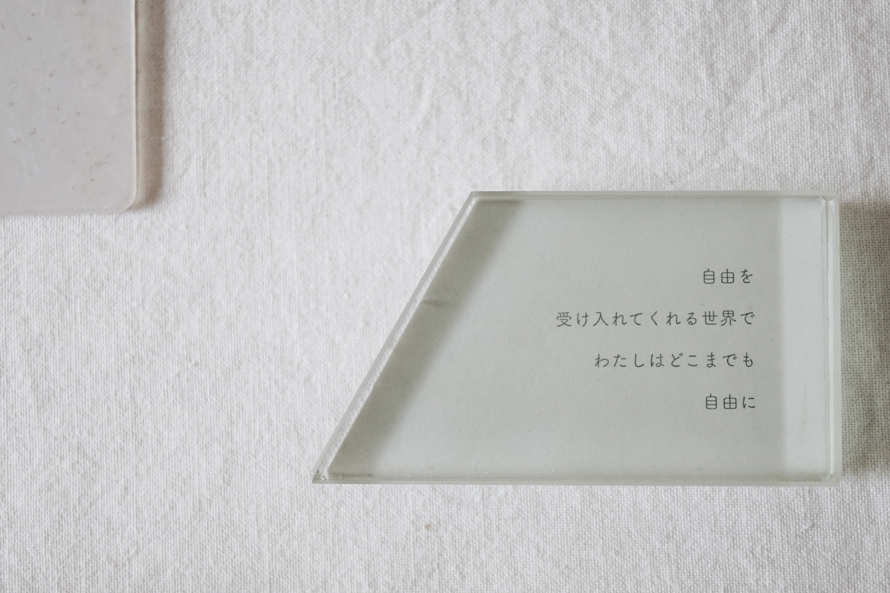 自由を
受け入れてくれる世界で
わたしはどこまでも
自由に